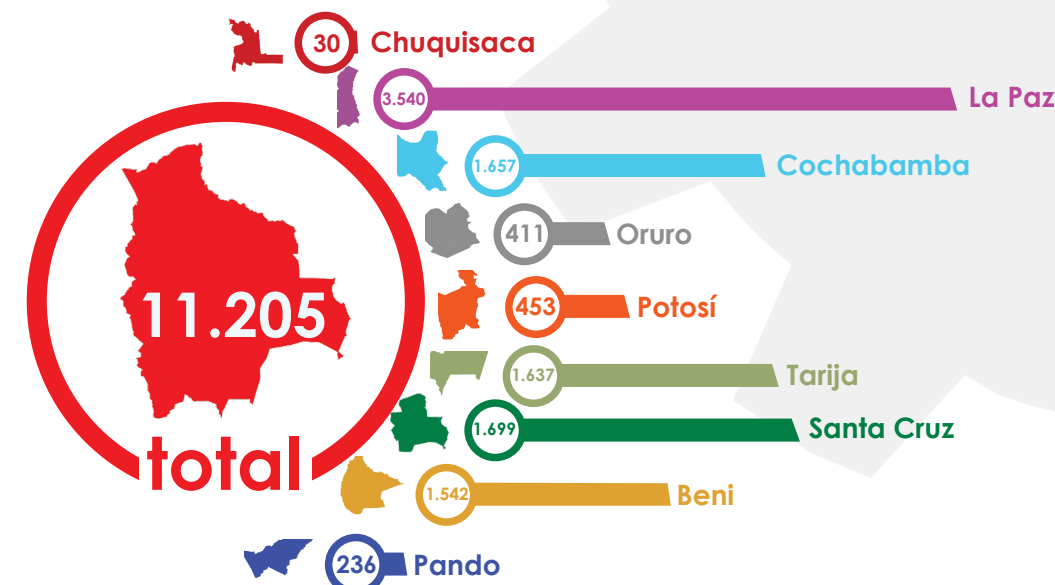 30 Chuquisaca
3.540 La Paz
1.657 Cochabamba
411 Oruro
453 Potosí
1.637 Tarija
1.699 Santa Cruz
1.542 Beni
236 Pando
11.205
total